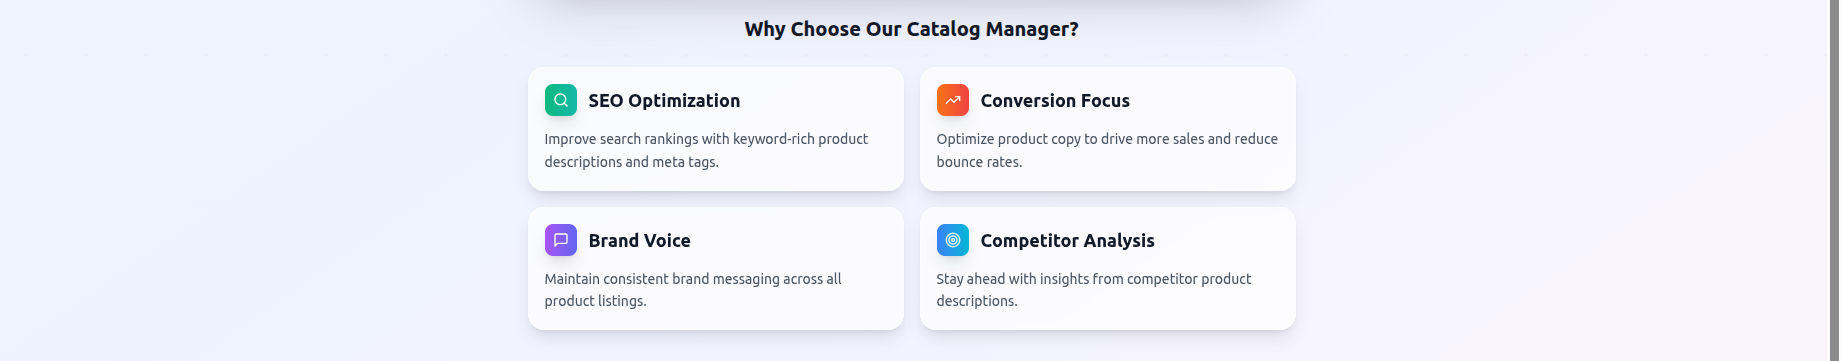 Why Choose Our Catalog Manager?
SEO Optimization
Improve search rankings with keyword-rich product
descriptions and meta tags.
Conversion Focus
Optimize product copy to drive more sales and reduce
bounce rates.
Brand Voice
Maintain consistent brand messaging across all
product listings.
Competitor Analysis
Stay ahead with insights from competitor product
descriptions.